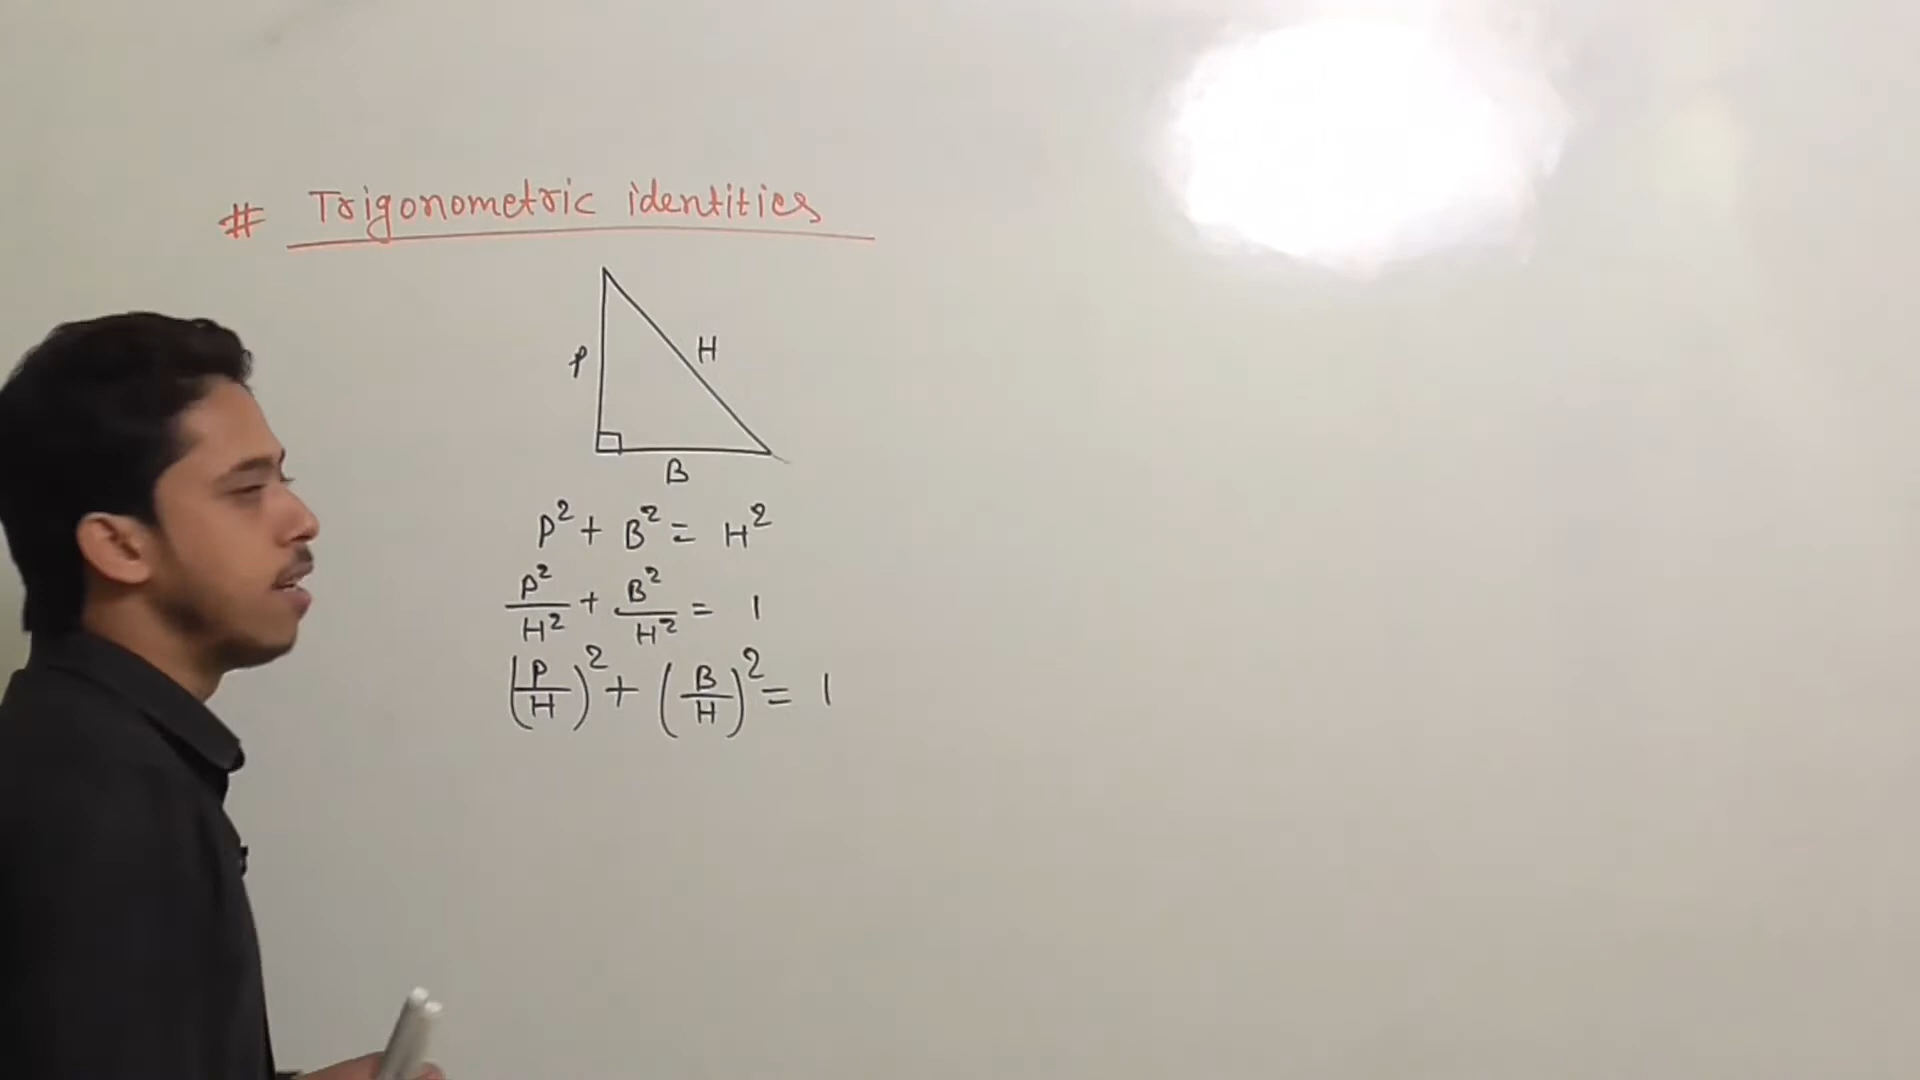 # Trigonometric identities
P H
B
P² + B² = H²
P²/H² + B²/H² = 1
(P/H)² + (B/H)² = 1